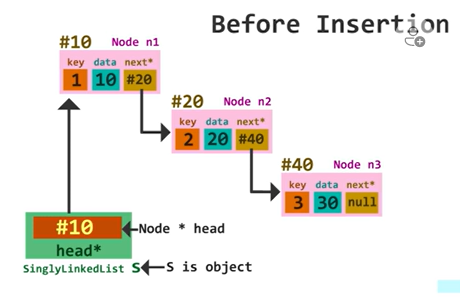 Before Insertion
#10 Node n1
key data next*
1 10 #20
#20 Node n2
key data next*
2 20 #40
#40 Node n3
key data next*
3 30 null
#10
Node * head
head*
SinglyLinkedList S
S is object